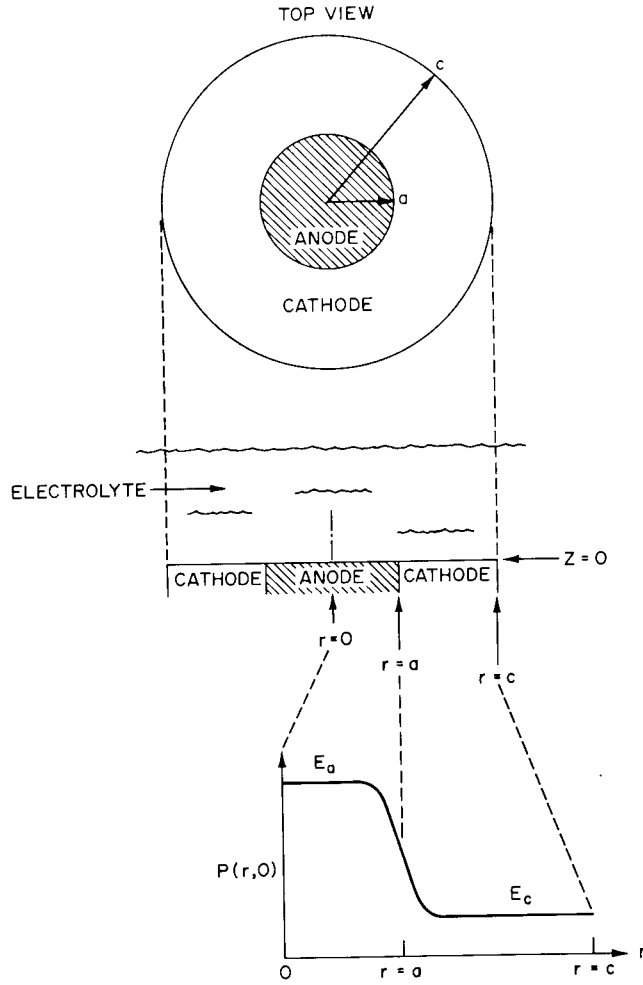 TOP VIEW
c
a
ANODE
CATHODE
ELECTROLYTE
Z=0
CATHODE ANODE CATHODE
r=0
r=a
r=c
E_a
P(r,0)
E_c
r
0 r=a r=c